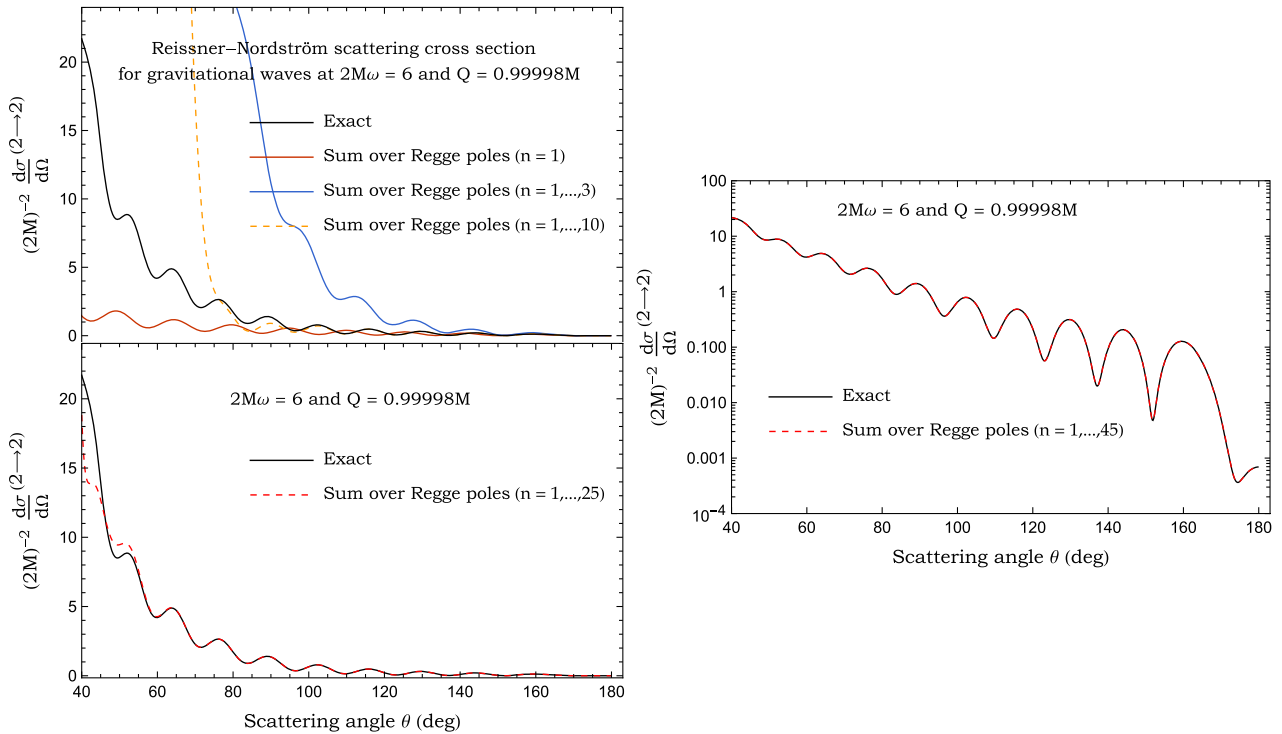 Reissner–Nordström scattering cross section
for gravitational waves at 2Mω = 6 and Q = 0.99998M
Exact
Sum over Regge poles (n = 1)
Sum over Regge poles (n = 1,...,3)
Sum over Regge poles (n = 1,...,10)
20
15
10
5
0
(2M)⁻² dσ/dΩ (2⟶2)
2Mω = 6 and Q = 0.99998M
Exact
Sum over Regge poles (n = 1,...,25)
20
15
10
5
0
(2M)⁻² dσ/dΩ (2⟶2)
40 60 80 100 120 140 160 180
Scattering angle θ (deg)
2Mω = 6 and Q = 0.99998M
Exact
Sum over Regge poles (n = 1,...,45)
100
10
1
0.100
0.010
0.001
10⁻⁴
(2M)⁻² dσ/dΩ (2⟶2)
40 60 80 100 120 140 160 180
Scattering angle θ (deg)